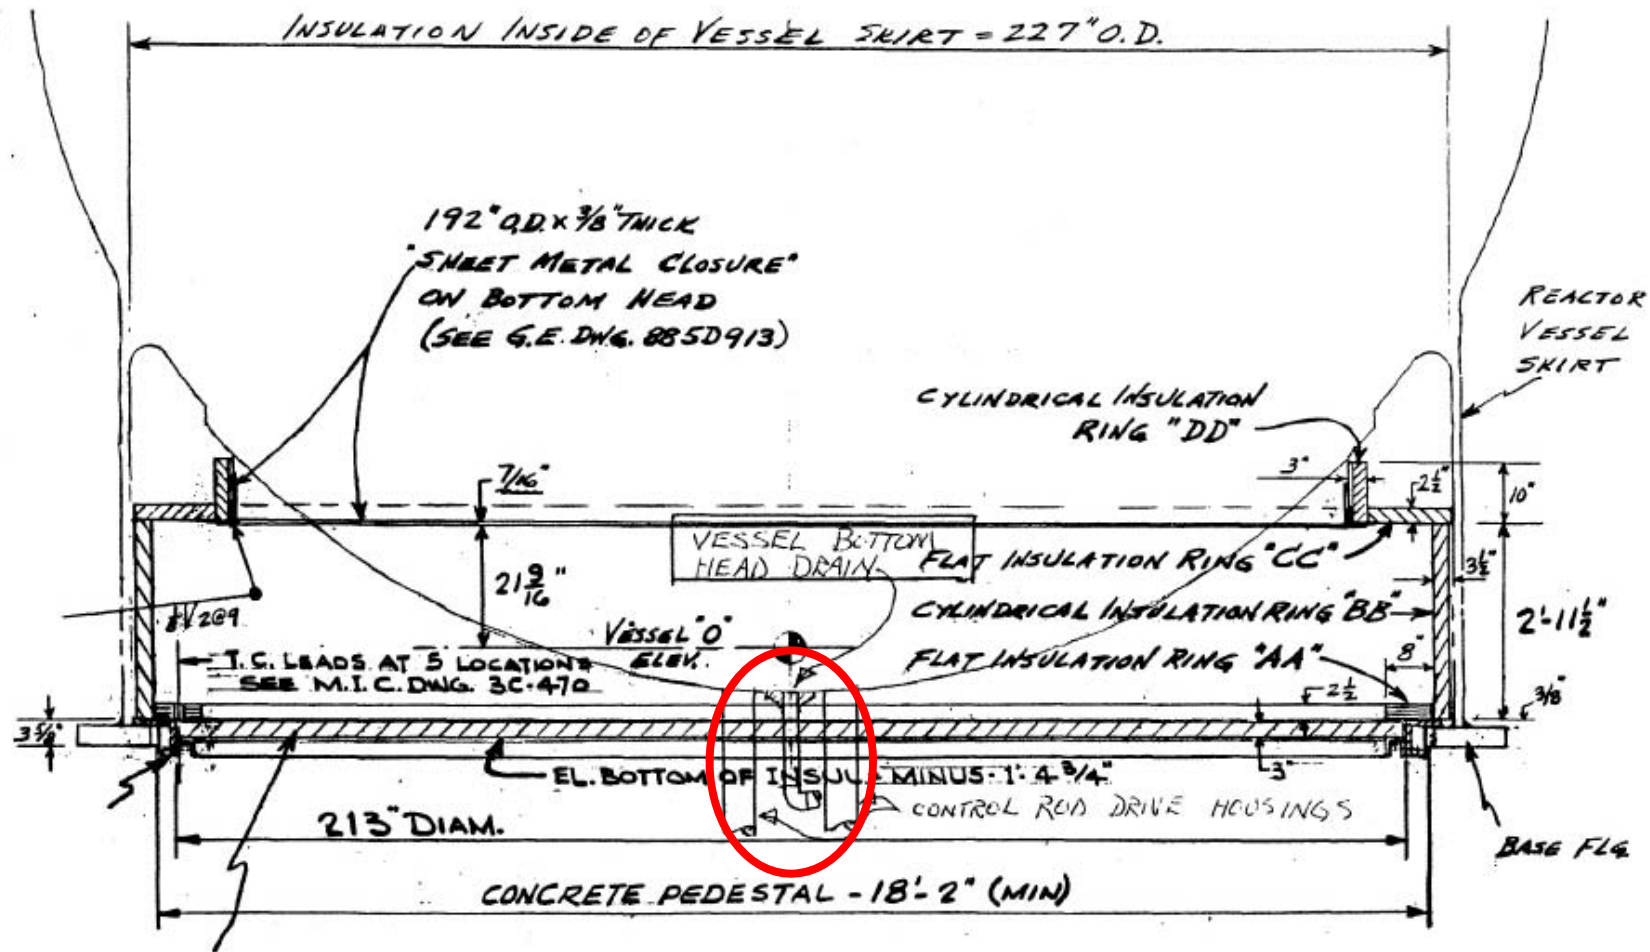 INSULATION INSIDE OF VESSEL SKIRT = 227" O.D.
192" O.D. X 3/8" THICK
"SHEET METAL CLOSURE"
ON BOTTOM HEAD
(SEE G.E. DWG. 885D913)
REACTOR
VESSEL
SKIRT
CYLINDRICAL INSULATION
RING "DD"
7/16"
3"
2 1/2"
10"
VESSEL BOTTOM
HEAD DRAIN
FLAT INSULATION RING "CC"
3 1/2"
21 9/16"
CYLINDRICAL INSULATION RING "BB"
2'-11 1/2"
2@9
VESSEL "O"
ELEV.
T.C. LEADS AT 5 LOCATIONS
SEE M.I.C. DWG. 3C-470
FLAT INSULATION RING "AA"
8"
2 1/2
3/8"
EL. BOTTOM OF INSUL. MINUS-1'-4 3/4"
3"
CONTROL ROD DRIVE HOUSINGS
213" DIAM.
BASE FLG
CONCRETE PEDESTAL - 18'-2" (MIN)